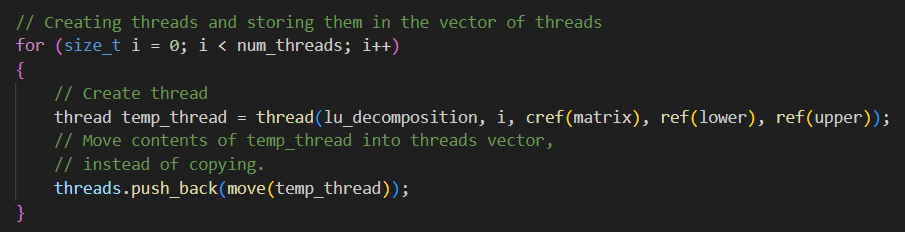 // Creating threads and storing them in the vector of threads
for (size_t i = 0; i < num_threads; i++)
{
    // Create thread
    thread temp_thread = thread(lu_decomposition, i, cref(matrix), ref(lower), ref(upper));
    // Move contents of temp_thread into threads vector,
    // instead of copying.
    threads.push_back(move(temp_thread));
}